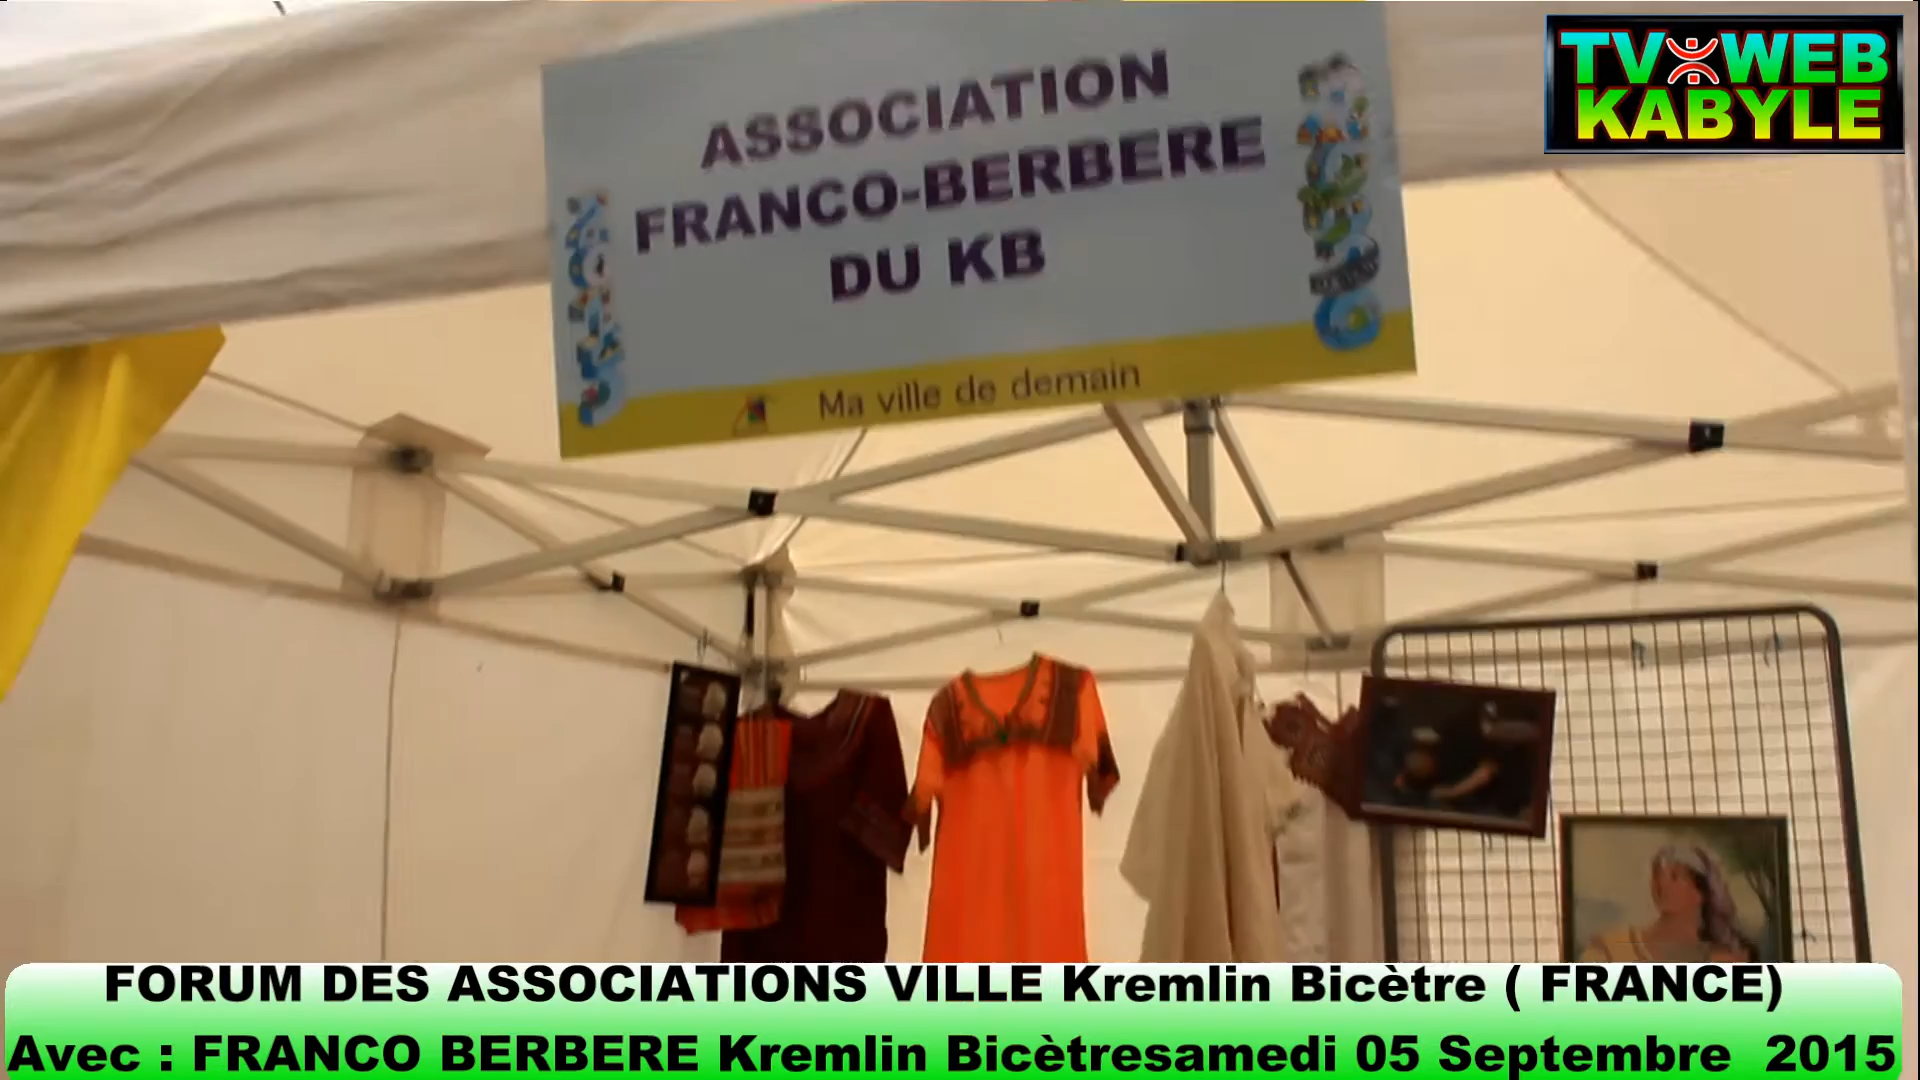 TV WEB
KABYLE
ASSOCIATION
FRANCO-BERBERE
DU KB
Ma ville de demain
FORUM DES ASSOCIATIONS VILLE Kremlin Bicètre ( FRANCE)
Avec : FRANCO BERBERE Kremlin Bicètresamedi 05 Septembre 2015